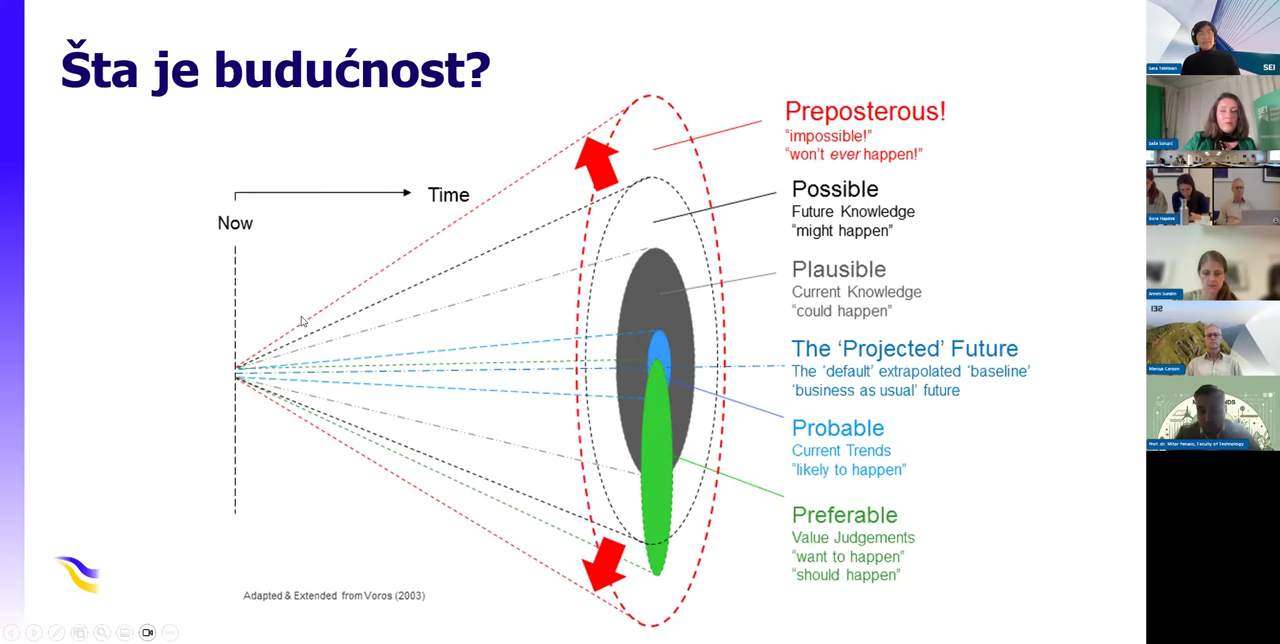 Šta je budućnost?
Now
Time
Preposterous!
“impossible!”
“won’t ever happen!”
Possible
Future Knowledge
“might happen”
Plausible
Current Knowledge
“could happen”
The ‘Projected’ Future
The ‘default’ extrapolated ‘baseline’
‘business as usual’ future
Probable
Current Trends
“likely to happen”
Preferable
Value Judgements
“want to happen”
“should happen”
Adapted & Extended from Voros (2003)
SEI